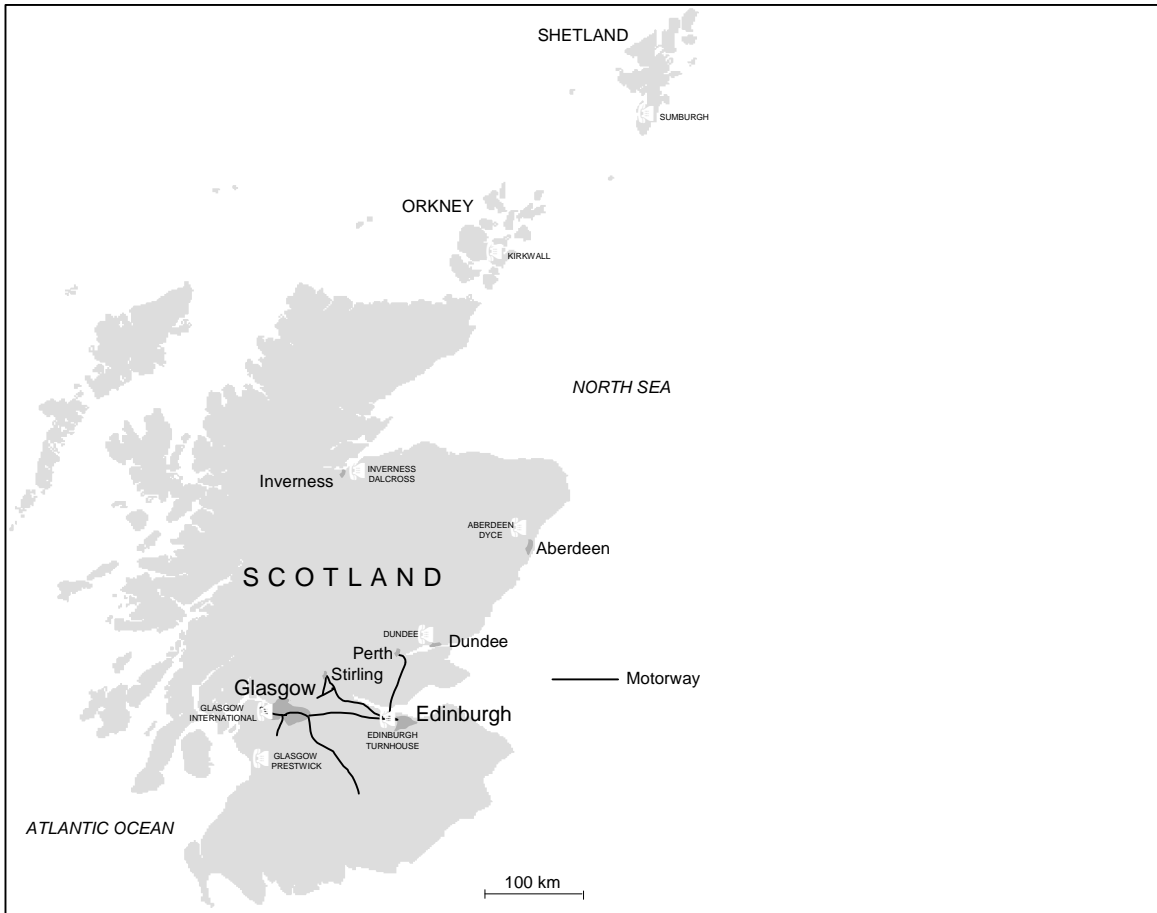 SHETLAND
SUMBURGH
ORKNEY
KIRKWALL
NORTH SEA
INVERNESS
DALCROSS
Inverness
ABERDEEN
DYCE
Aberdeen
SCOTLAND
DUNDEE
Dundee
Perth
Stirling
Motorway
Glasgow
GLASGOW
INTERNATIONAL
Edinburgh
EDINBURGH
TURNHOUSE
GLASGOW
PRESTWICK
ATLANTIC OCEAN
100 km